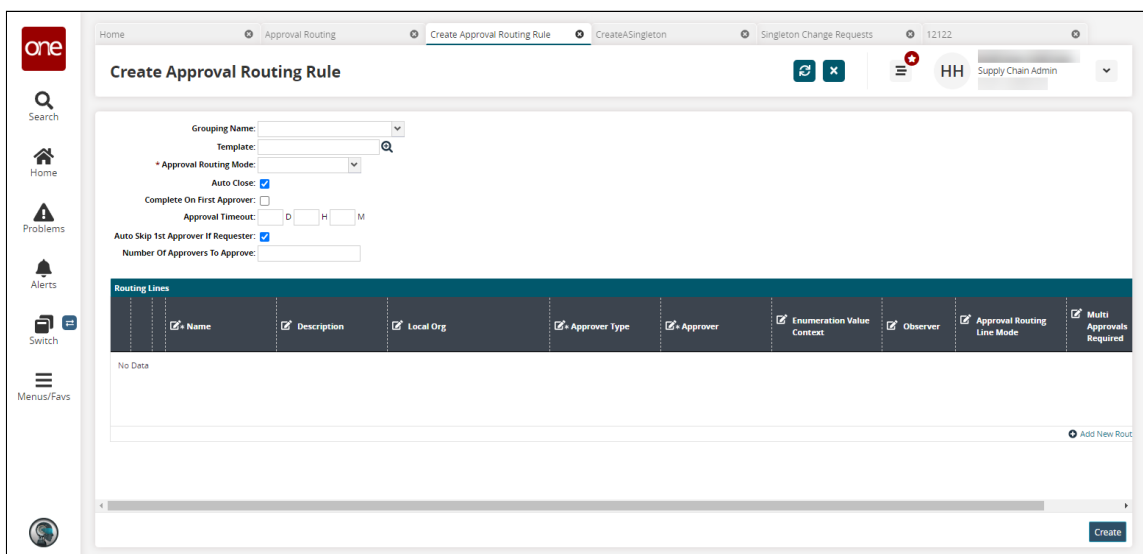 one
Home
Approval Routing
Create Approval Routing Rule
CreateASingleton
Singleton Change Requests
12122
Create Approval Routing Rule
HH
Supply Chain Admin
Search
Home
Problems
Alerts
Switch
Menus/Favs
Grouping Name:
Template:
* Approval Routing Mode:
Auto Close:
Complete On First Approver:
Approval Timeout: D H M
Auto Skip 1st Approver If Requester:
Number Of Approvers To Approve:
Routing Lines
* Name
Description
Local Org
* Approver Type
* Approver
Enumeration Value
Context
Observer
Approval Routing
Line Mode
Multi
Approvals
Required
No Data
Add New Rout
Create